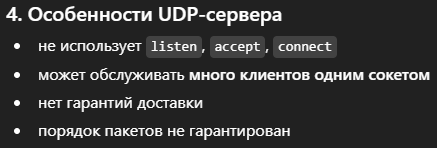 4. Особенности UDP-сервера
• не использует listen, accept, connect
• может обслуживать много клиентов одним сокетом
• нет гарантий доставки
• порядок пакетов не гарантирован